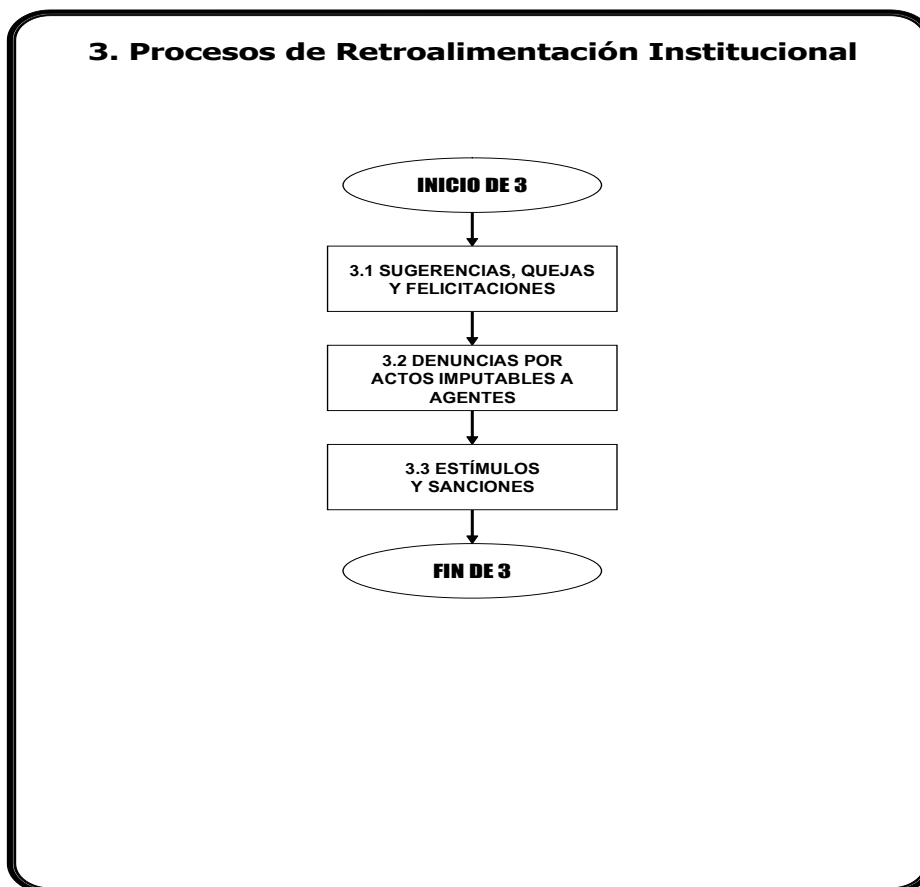 3. Procesos de Retroalimentación Institucional
INICIO DE 3
3.1 SUGERENCIAS, QUEJAS
Y FELICITACIONES
3.2 DENUNCIAS POR
ACTOS IMPUTABLES A
AGENTES
3.3 ESTÍMULOS
Y SANCIONES
FIN DE 3